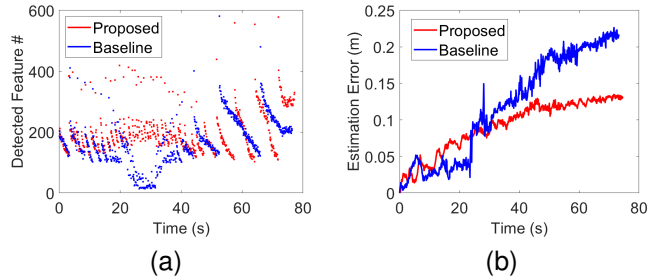 600
400
200
0
Detected Feature #
Proposed
Baseline
0 20 40 60 80
Time (s)
(a)
0.25
0.2
0.15
0.1
0.05
0
Estimation Error (m)
Proposed
Baseline
0 20 40 60 80
Time (s)
(b)